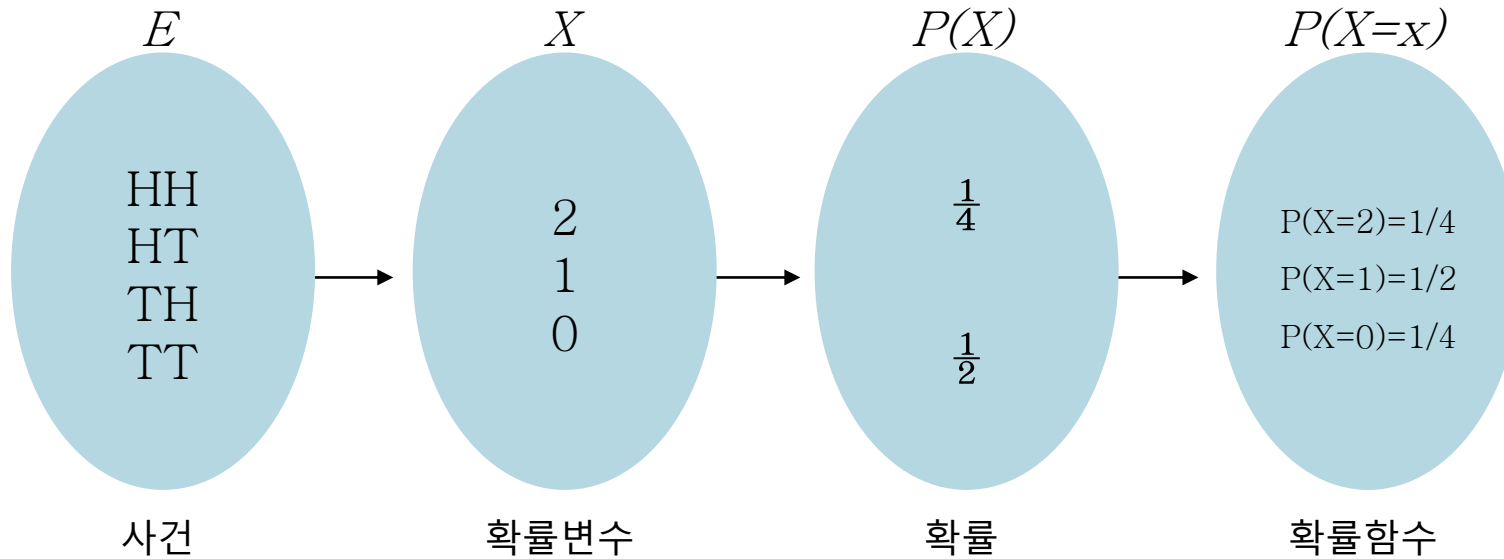 E
HH
HT
TH
TT
사건
X
2
1
0
확률변수
P(X)
1/4
1/2
확률
P(X=x)
P(X=2)=1/4
P(X=1)=1/2
P(X=0)=1/4
확률함수